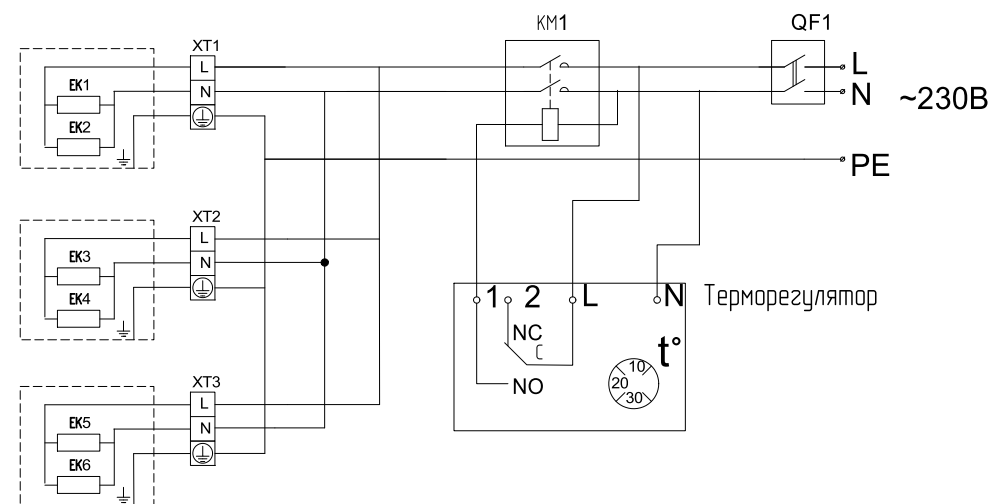 KM1
QF1
XT1
L
N
EK1
EK2
L
N
~230В
PE
XT2
L
N
EK3
EK4
1
2
L
N
Терморегулятор
NC
C
NO
t°
10
20
30
XT3
L
N
EK5
EK6